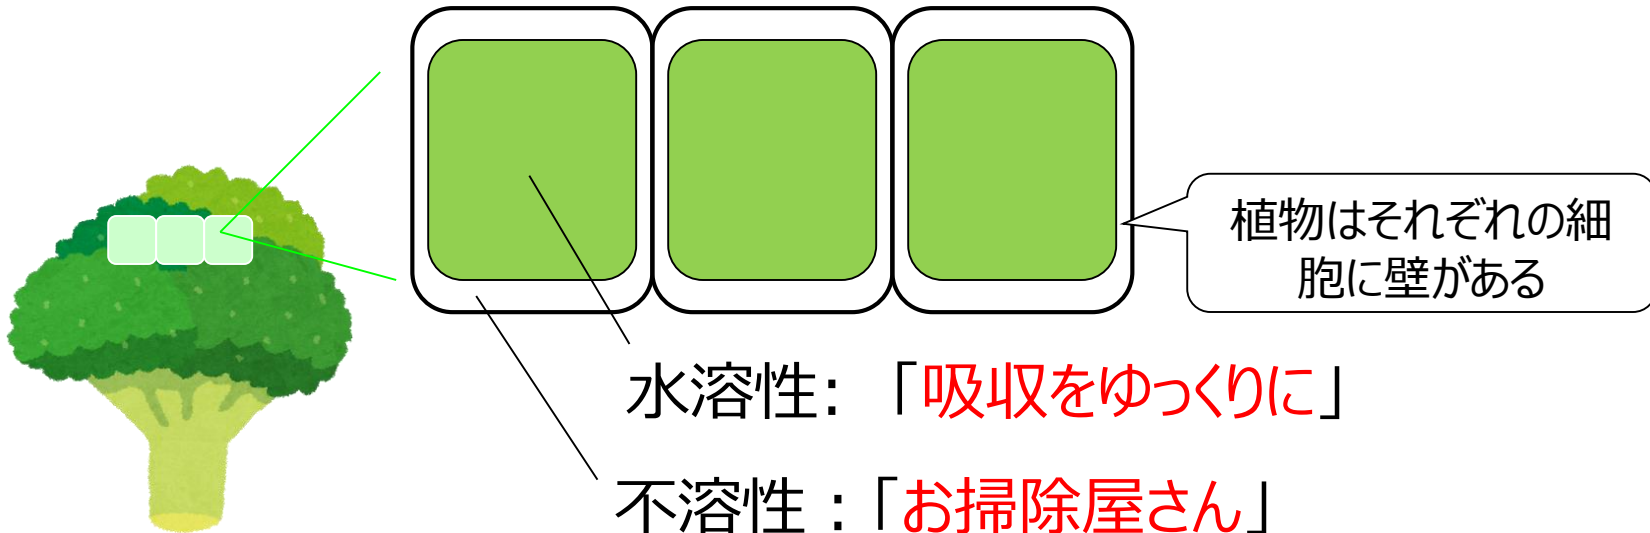 植物はそれぞれの細
胞に壁がある
水溶性：「吸収をゆっくりに」
不溶性：「お掃除屋さん」